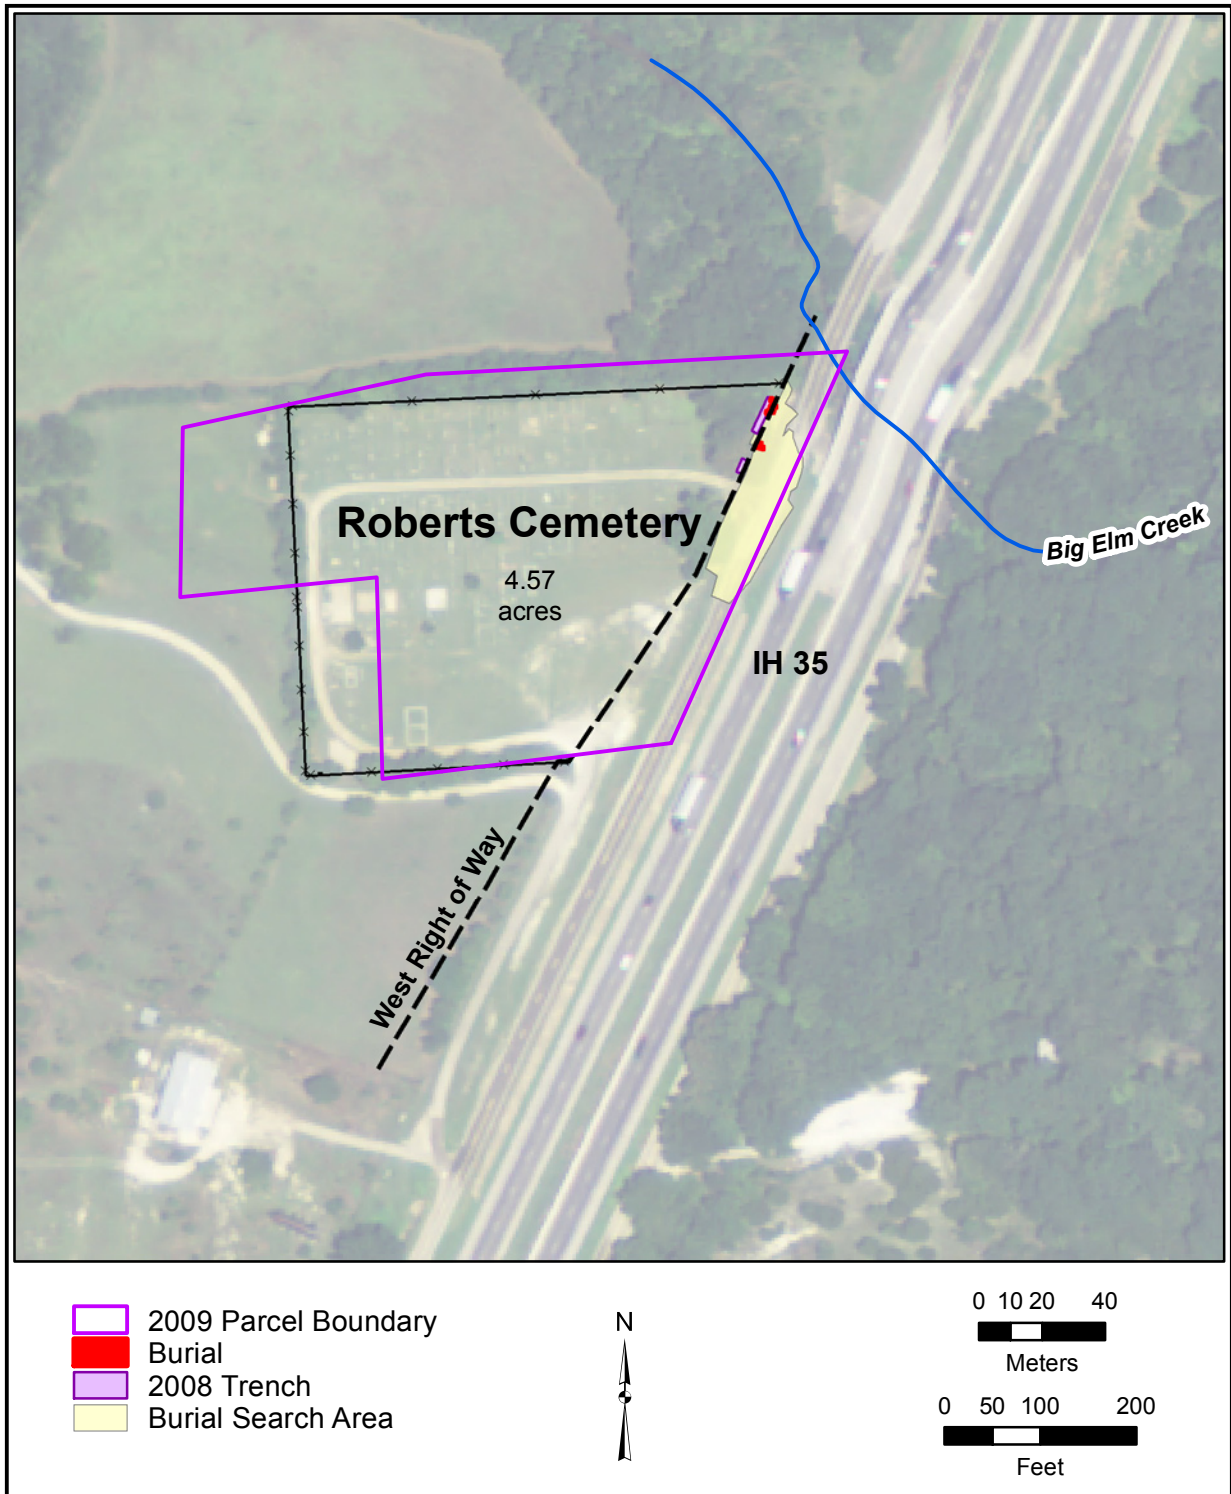 Roberts Cemetery
4.57
acres
Big Elm Creek
IH 35
West Right of Way
2009 Parcel Boundary
Burial
2008 Trench
Burial Search Area
N
0 10 20 40
Meters
0 50 100 200
Feet